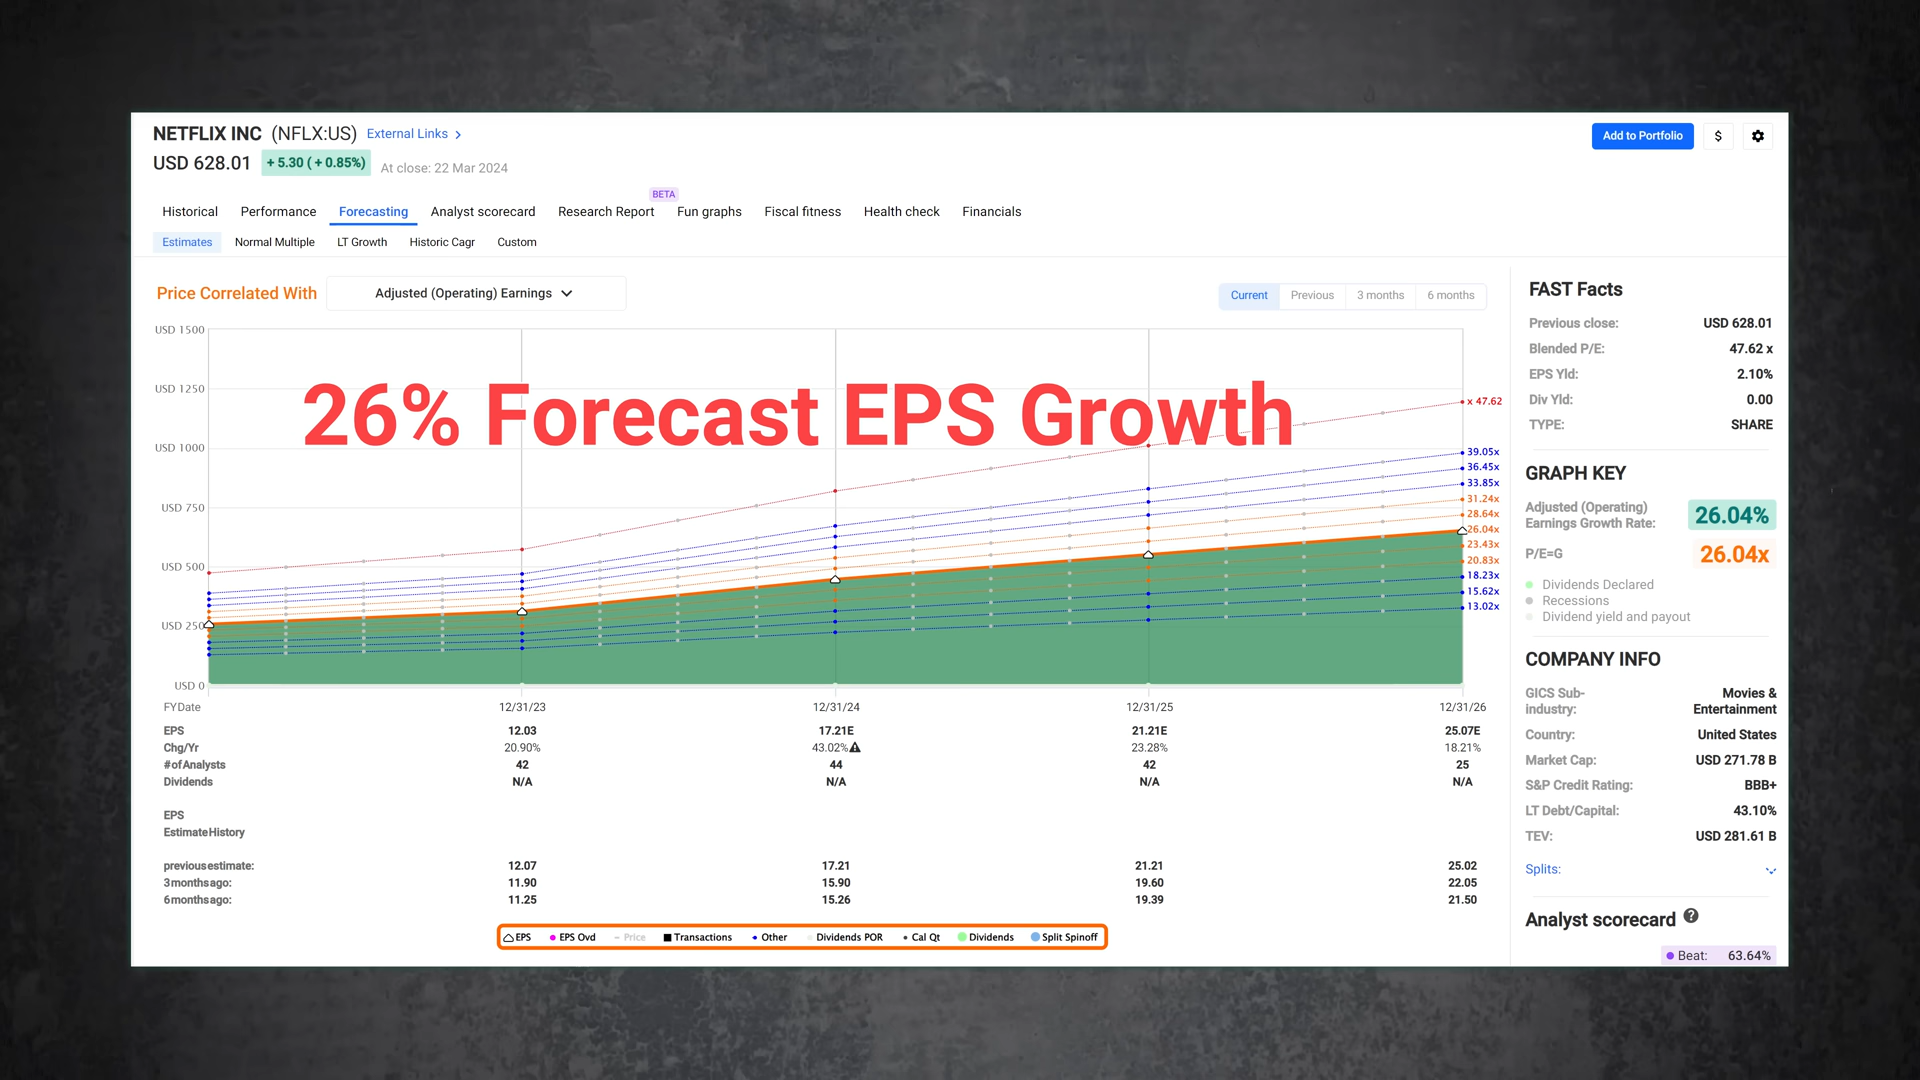 NETFLIX INC (NFLX:US) External Links >
USD 628.01 + 5.30 ( + 0.85%) At close: 22 Mar 2024
Add to Portfolio $
BETA
Historical Performance Forecasting Analyst scorecard Research Report Fun graphs Fiscal fitness Health check Financials
Estimates Normal Multiple LT Growth Historic Cagr Custom
Price Correlated With Adjusted (Operating) Earnings
Current Previous 3 months 6 months
USD 1500
USD 1250
USD 1000
USD 750
USD 500
USD 250
USD 0
26% Forecast EPS Growth
x 47.62
39.05x
36.45x
33.85x
31.24x
28.64x
26.04x
23.43x
20.83x
18.23x
15.62x
13.02x
FYDate 12/31/23 12/31/24 12/31/25 12/31/26
EPS 12.03 17.21E 21.21E 25.07E
Chg/Yr 20.90% 43.02% 23.28% 18.21%
#ofAnalysts 42 44 42 25
Dividends N/A N/A N/A N/A
EPS
EstimateHistory
previousestimate: 12.07 17.21 21.21 25.02
3monthsago: 11.90 15.90 19.60 22.05
6monthsago: 11.25 15.26 19.39 21.50
EPS EPS Ovd Price Transactions Other Dividends POR Cal Qt Dividends Split Spinoff
FAST Facts
Previous close: USD 628.01
Blended P/E: 47.62 x
EPS Yld: 2.10%
Div Yld: 0.00
TYPE: SHARE
GRAPH KEY
Adjusted (Operating)
Earnings Growth Rate: 26.04%
P/E=G 26.04x
Dividends Declared
Recessions
Dividend yield and payout
COMPANY INFO
GICS Sub- Movies &
industry: Entertainment
Country: United States
Market Cap: USD 271.78 B
S&P Credit Rating: BBB+
LT Debt/Capital: 43.10%
TEV: USD 281.61 B
Splits:
Analyst scorecard ?
Beat: 63.64%